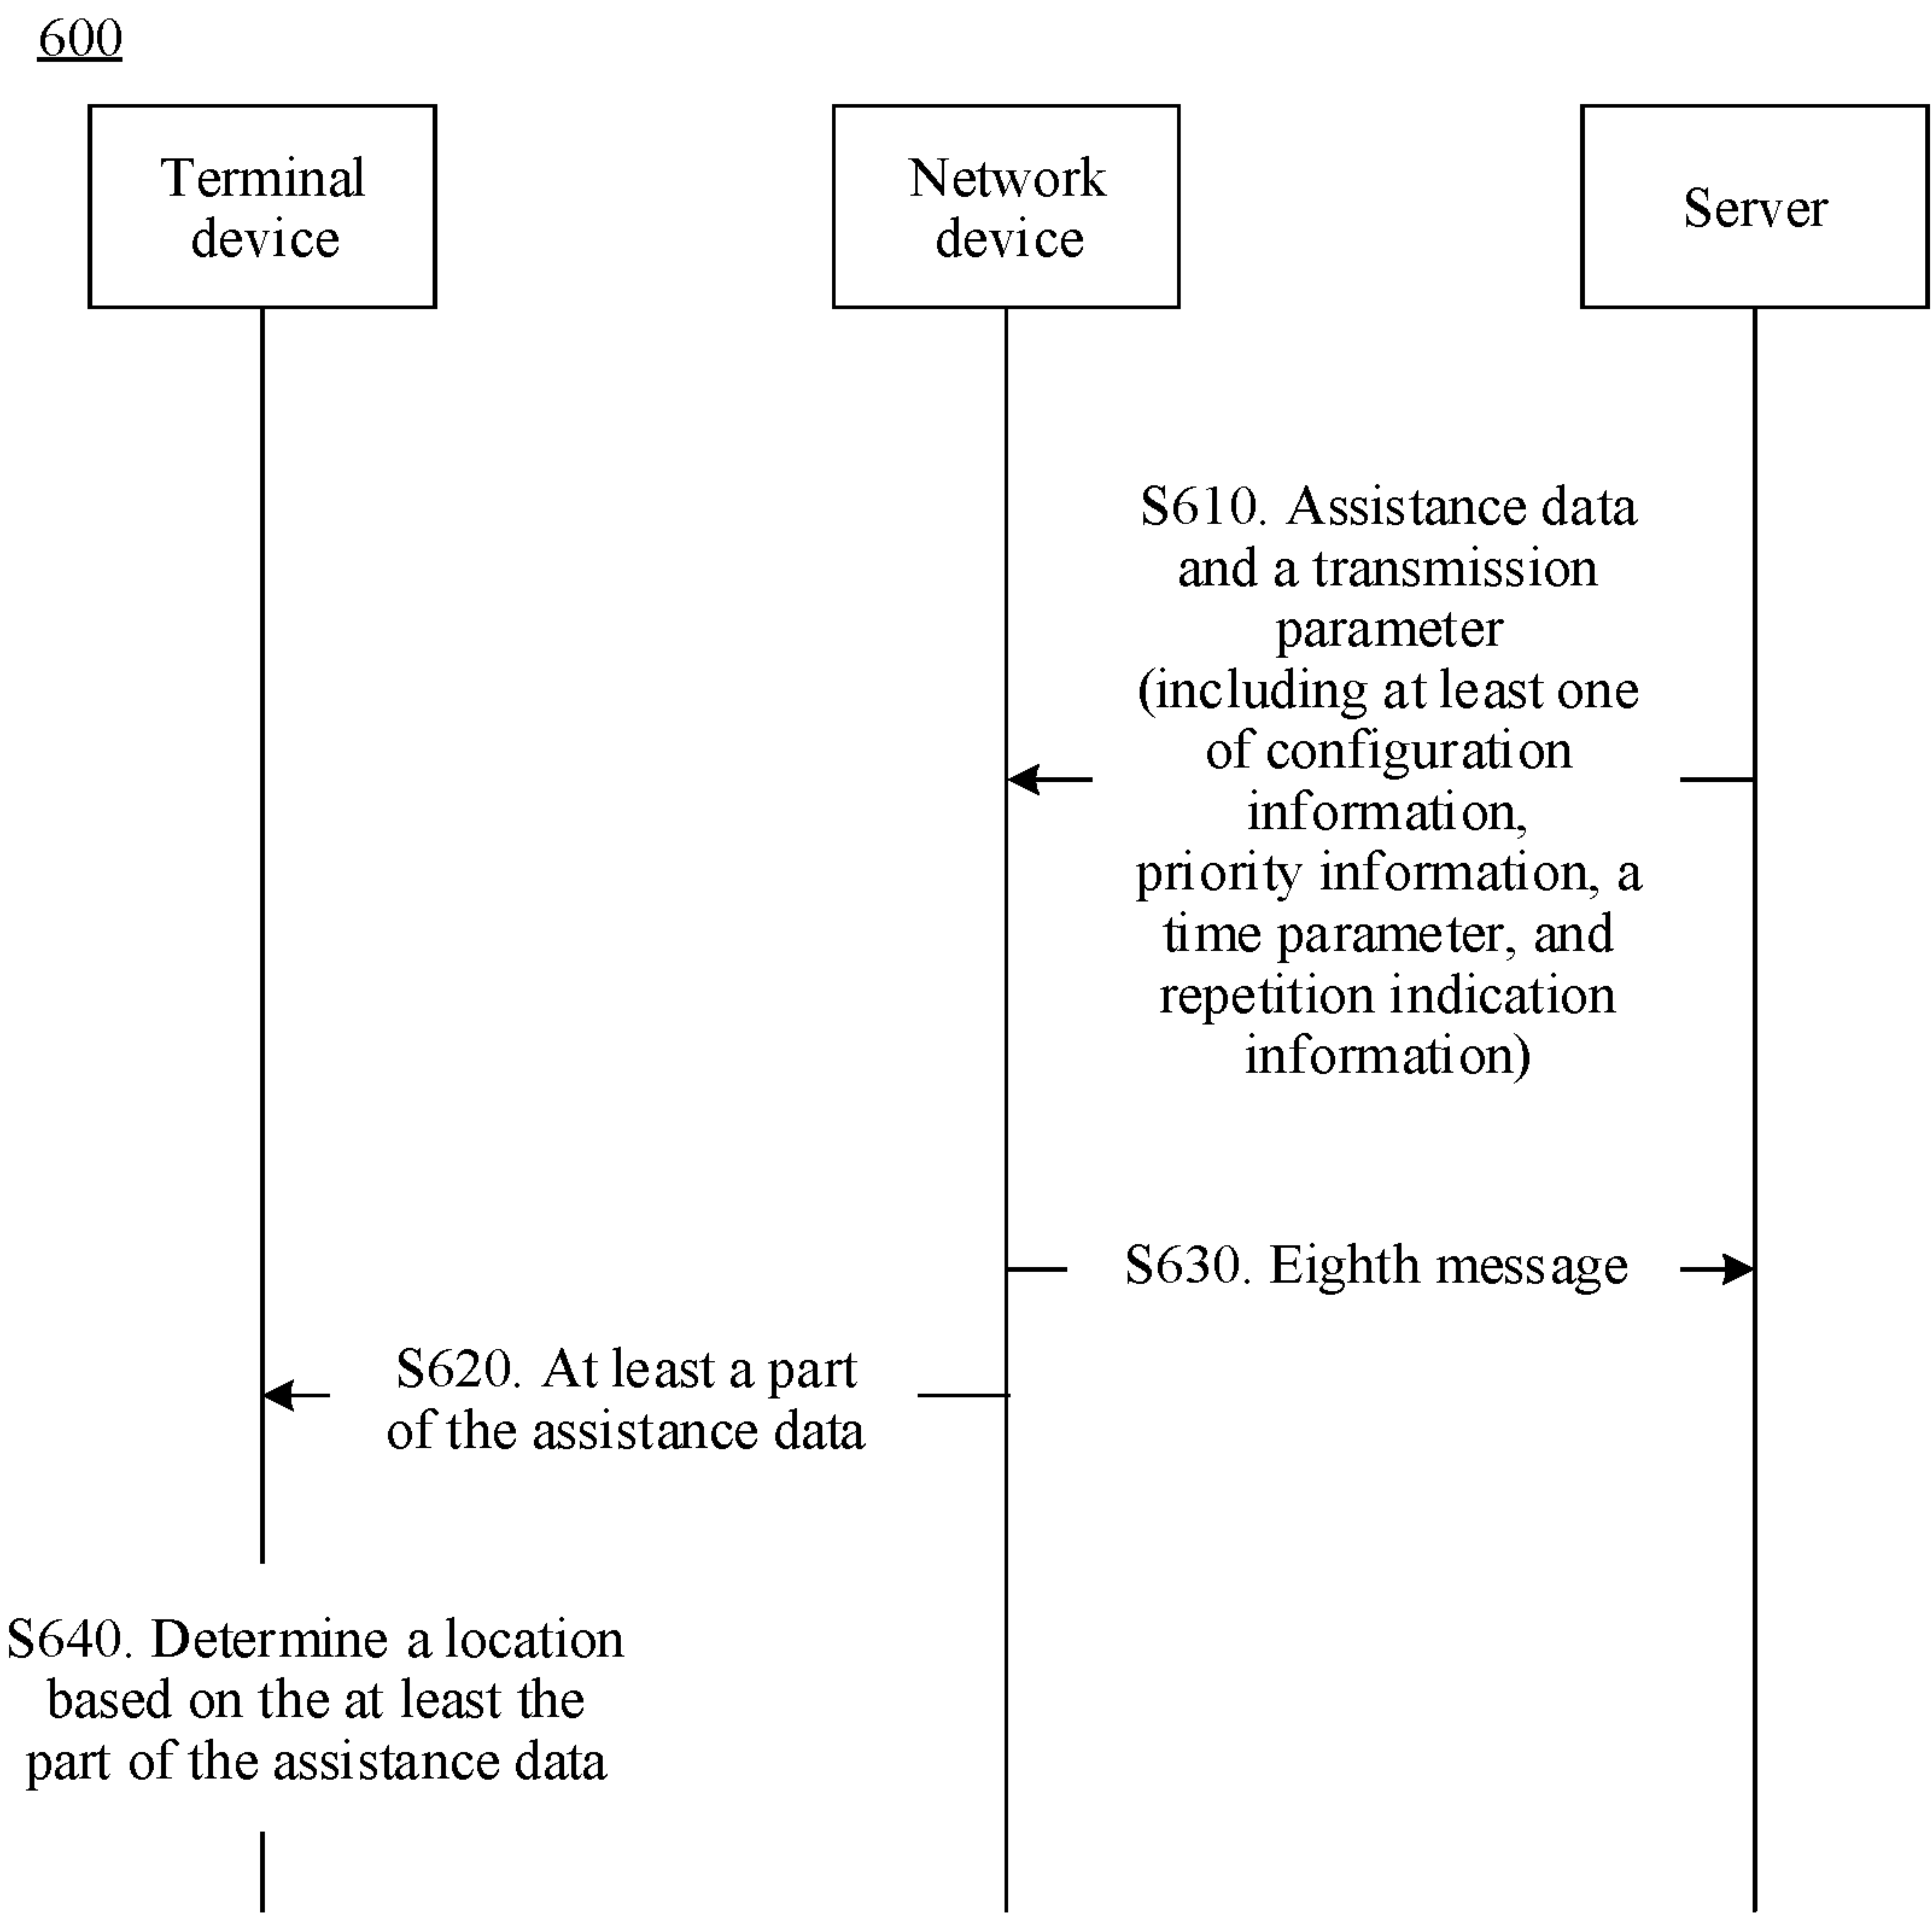 600
Terminal
device
Network
device
Server
S610. Assistance data
and a transmission
parameter
(including at least one
of configuration
information,
priority information, a
time parameter, and
repetition indication
information)
S630. Eighth message
S620. At least a part
of the assistance data
S640. Determine a location
based on the at least the
part of the assistance data